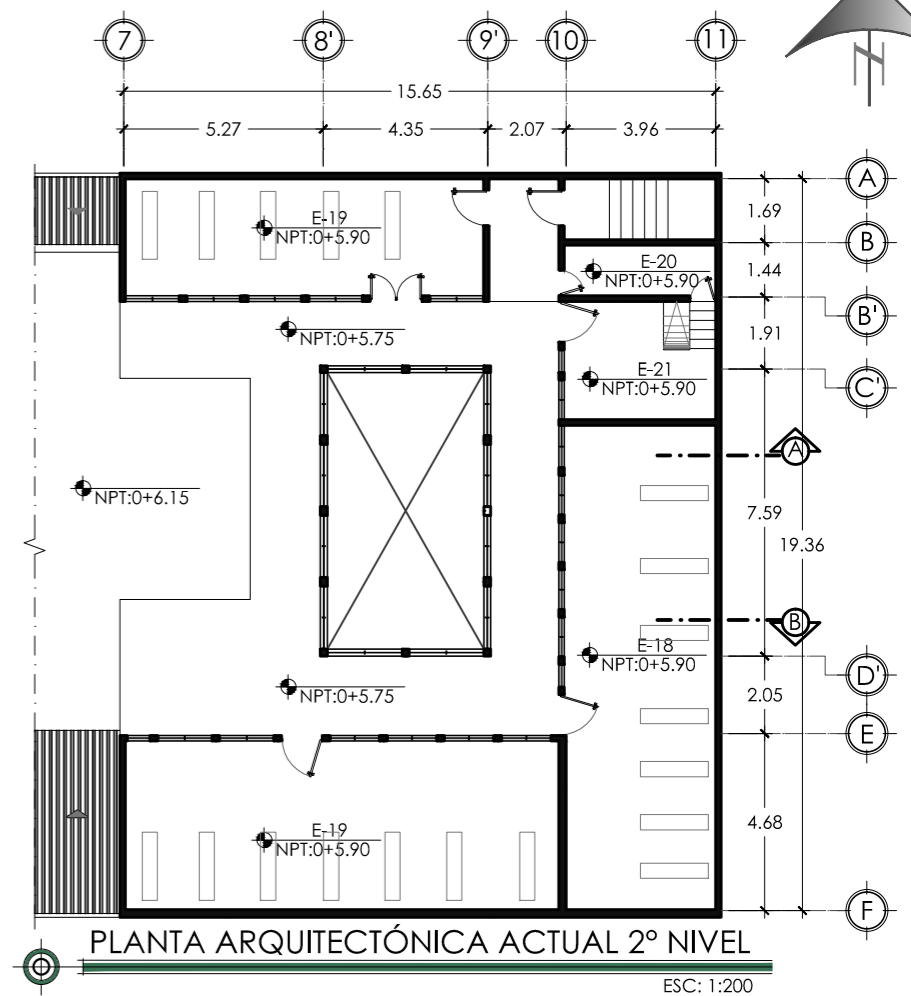 7
8'
9'
10
11
N
15.65
5.27
4.35
2.07
3.96
A
B
B'
C'
D'
E
F
1.69
1.44
1.91
7.59
19.36
2.05
4.68
E-19
NPT:0+5.90
E-20
NPT:0+5.90
NPT:0+5.75
E-21
NPT:0+5.90
A
NPT:0+6.15
B
E-18
NPT:0+5.90
NPT:0+5.75
E-19
NPT:0+5.90
PLANTA ARQUITECTÓNICA ACTUAL 2º NIVEL
ESC: 1:200